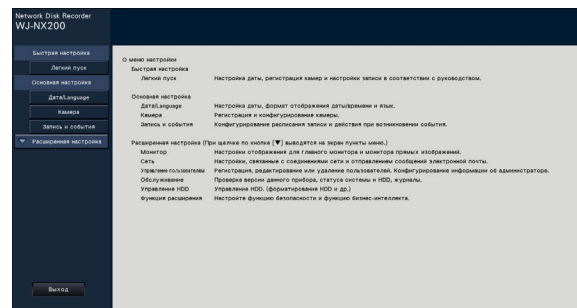 Network Disk Recorder
WJ-NX200
Быстрая настройка
Легкий пуск
Основная настройка
Дата/Language
Камера
Запись и события
Расширенная настройка
Выход
О меню настройки
Быстрая настройка
Легкий пуск Настройка даты, регистрация камер и настройки записи в соответствии с руководством.
Основная настройка
Дата/Language Настройка даты, формат отображения даты/времени и язык.
Камера Регистрация и конфигурирование камеры.
Запись и события Конфигурирование расписания записи и действия при возникновении события.
Расширенная настройка (При щелчке по кнопке [▼] выводятся на экран пункты меню.)
Монитор Настройки отображения для главного монитора и монитора прямых изображений.
Сеть Настройки, связанные с соединениями сети и отправлением сообщений электронной почты.
Управление пользователями Регистрация, редактирование или удаление пользователей. Конфигурирование информации об администраторе.
Обслуживание Проверка версии данного прибора, статуса системы и HDD, журналы.
Управление HDD Управление HDD. (форматирование HDD и др.)
Функция расширения Настройте функцию безопасности и функцию бизнес-интеллекта.